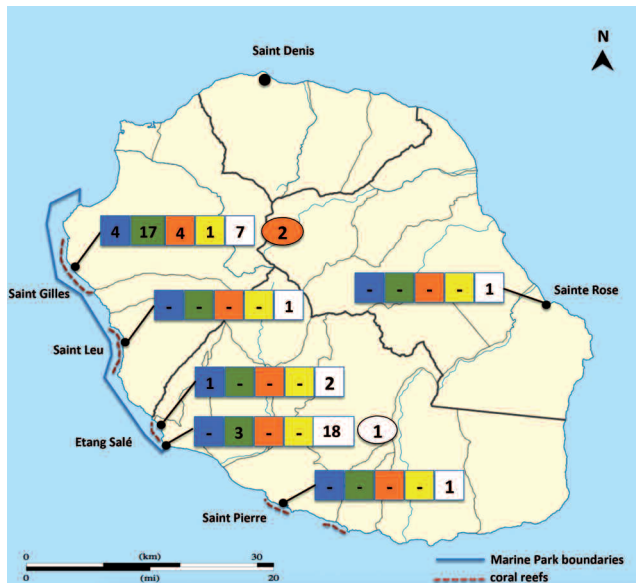 Saint Denis
N
4 17 4 1 7 2
Saint Gilles
- - - - 1
Sainte Rose
- - - - 1
Saint Leu
1 - - - 2
Etang Salé
- 3 - - 18 1
- - - - 1
Saint Pierre
0 (km) 30
0 (mi) 20
Marine Park boundaries
coral reefs